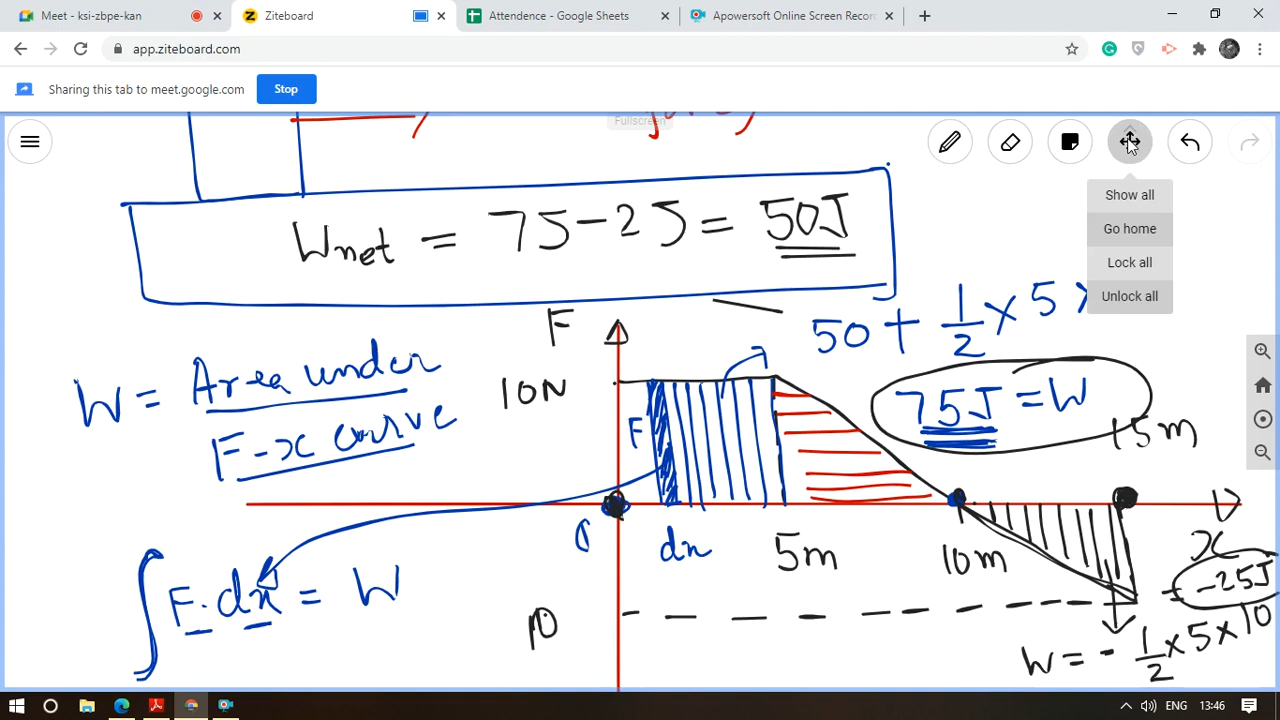 Meet - ksi-zbpe-kan
Ziteboard
Attendence - Google Sheets
Apowersoft Online Screen Recor
app.ziteboard.com
Sharing this tab to meet.google.com
Stop
Fullscreen
Show all
Go home
Lock all
Unlock all
Wnet = 75-25 = 50J
50 + 1/2 × 5 ×
F
W = Area under
F-x curve
10N
F
75J = W
15m
0
dx
5m
10m
x
∫ F. dx = W
-25J
10
W = - 1/2 × 5 × 10
ENG
13:46